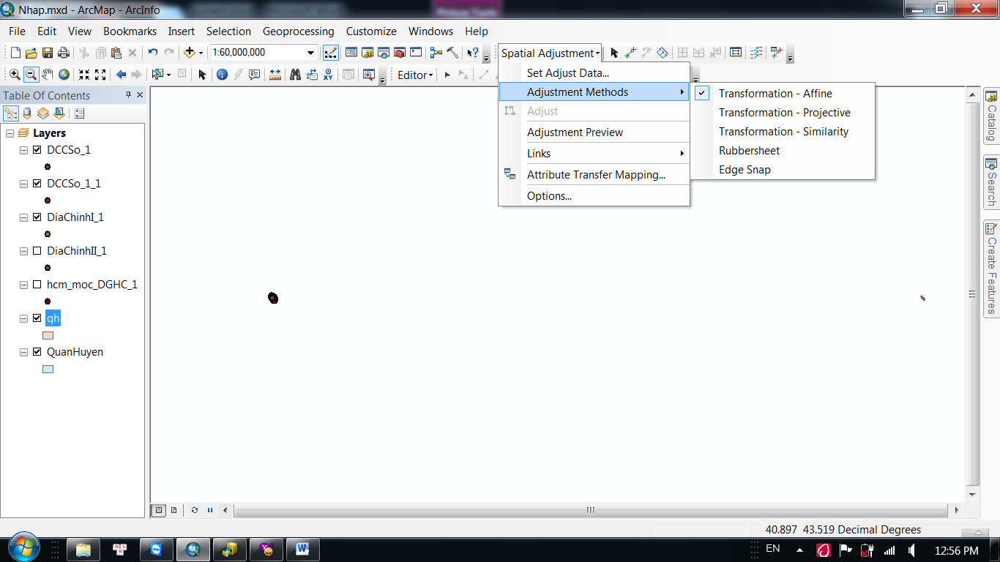 Nhap.mxd - ArcMap - ArcInfo
File Edit View Bookmarks Insert Selection Geoprocessing Customize Windows Help
1:60,000,000
Spatial Adjustment
Editor
Set Adjust Data...
Adjustment Methods
Adjust
Adjustment Preview
Links
Attribute Transfer Mapping...
Options...
Transformation - Affine
Transformation - Projective
Transformation - Similarity
Rubbersheet
Edge Snap
Table Of Contents
Layers
DCCSo_1
DCCSo_1_1
DiaChinhI_1
DiaChinhII_1
hcm_moc_DGHC_1
qh
QuanHuyen
Catalog
Search
Create Features
40.897 43.519 Decimal Degrees
EN
12:56 PM